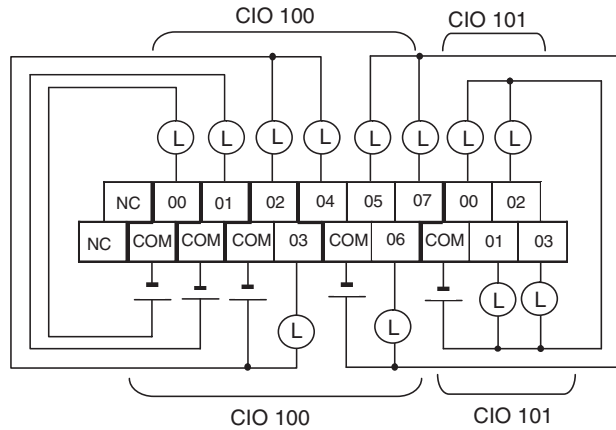 CIO 100 CIO 101
L L L L L L L L
NC 00 01 02 04 05 07 00 02
NC COM COM COM 03 COM 06 COM 01 03
L L L L
CIO 100 CIO 101